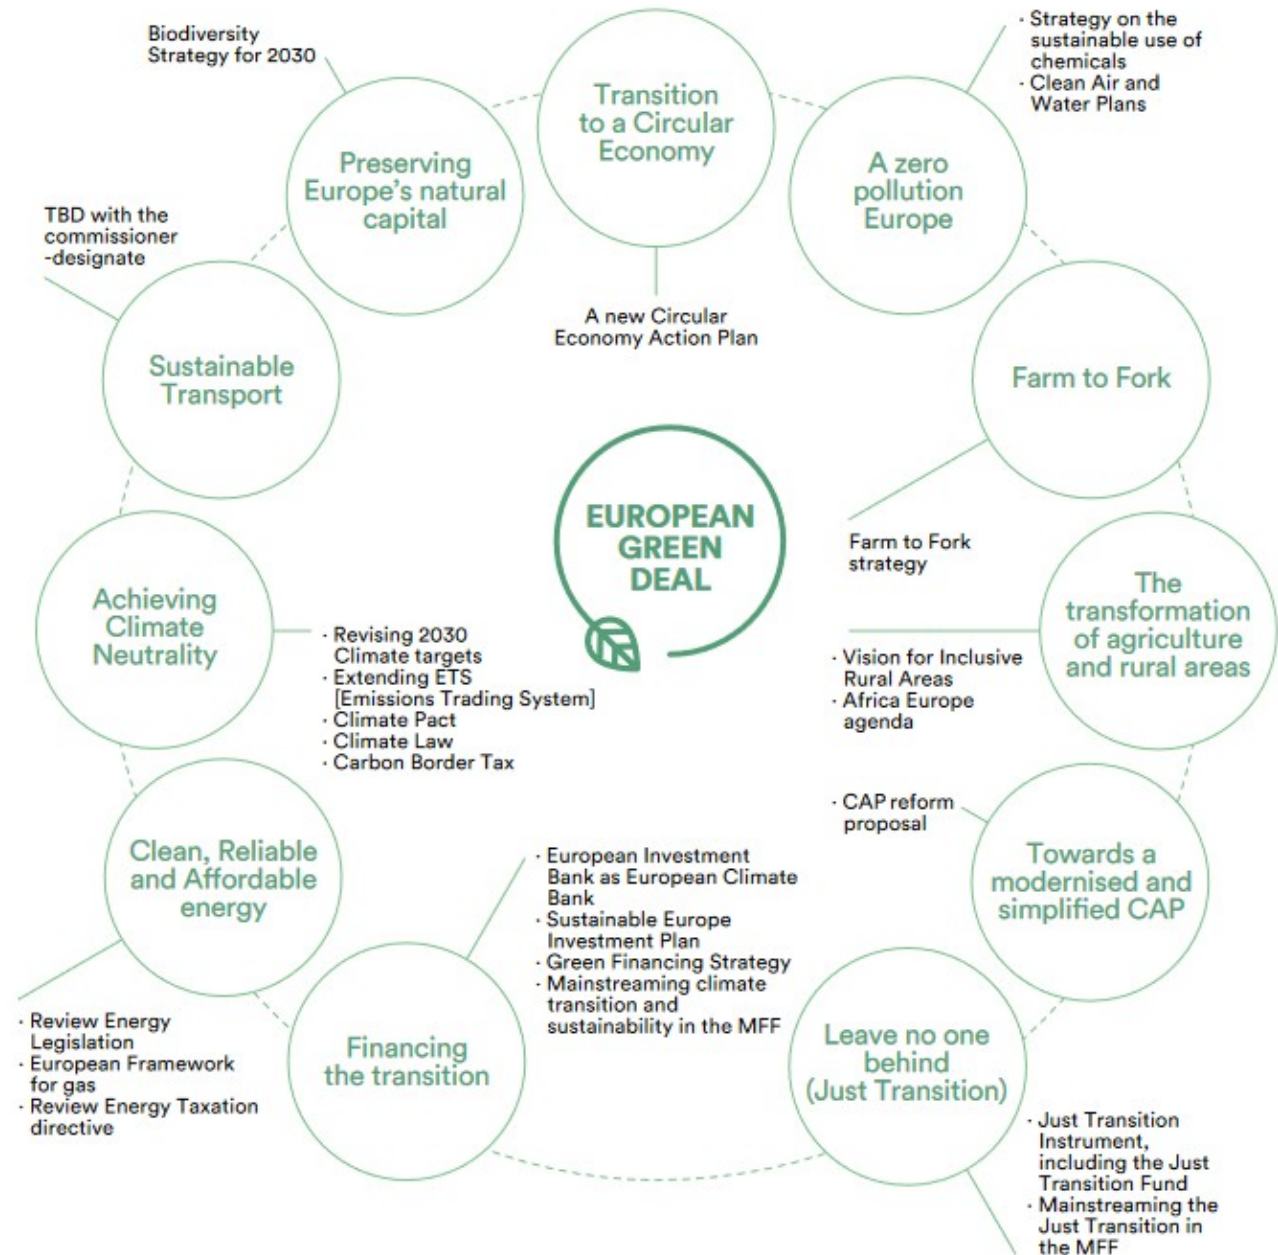 Biodiversity
Strategy for 2030
Preserving
Europe's natural
capital
Transition
to a Circular
Economy
A new Circular
Economy Action Plan
· Strategy on the
sustainable use of
chemicals
· Clean Air and
Water Plans
A zero
pollution
Europe
TBD with the
commissioner
-designate
Sustainable
Transport
Farm to Fork
Farm to Fork
strategy
EUROPEAN
GREEN
DEAL
Achieving
Climate
Neutrality
· Revising 2030
Climate targets
· Extending ETS
[Emissions Trading System]
· Climate Pact
· Climate Law
· Carbon Border Tax
The
transformation
of agriculture
and rural areas
· Vision for Inclusive
Rural Areas
· Africa Europe
agenda
Clean, Reliable
and Affordable
energy
· Review Energy
Legislation
· European Framework
for gas
· Review Energy Taxation
directive
· CAP reform
proposal
Towards a
modernised and
simplified CAP
Financing
the transition
· European Investment
Bank as European Climate
Bank
· Sustainable Europe
Investment Plan
· Green Financing Strategy
· Mainstreaming climate
transition and
sustainability in the MFF
Leave no one
behind
(Just Transition)
· Just Transition
Instrument,
including the Just
Transition Fund
· Mainstreaming the
Just Transition in
the MFF